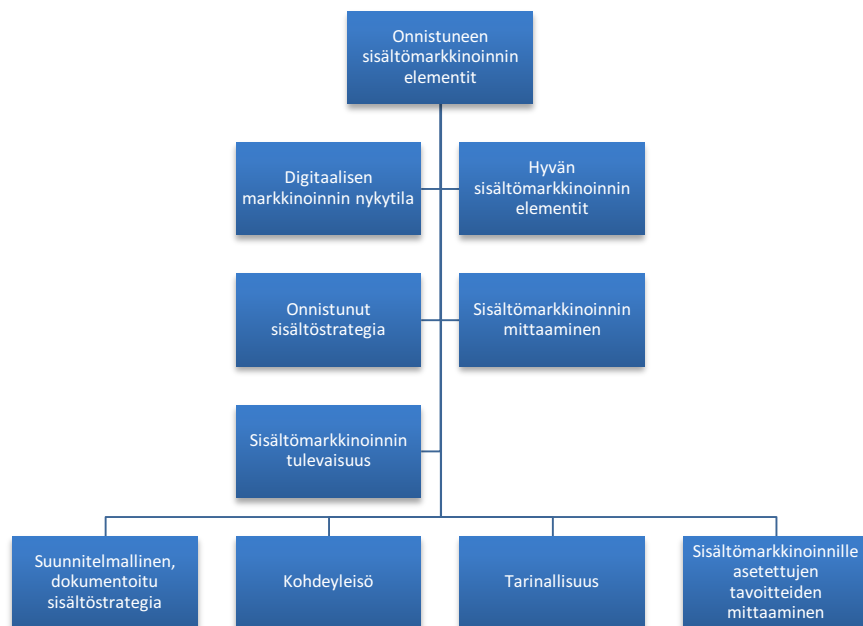 Onnistuneen
sisältömarkkinoinnin
elementit
Digitaalisen
markkinoinnin nykytila
Hyvän
sisältömarkkinoinnin
elementit
Onnistunut
sisältöstrategia
Sisältömarkkinoinnin
mittaaminen
Sisältömarkkinoinnin
tulevaisuus
Suunnitelmallinen,
dokumentoitu
sisältöstrategia
Kohdeyleisö
Tarinallisuus
Sisältömarkkinoinnille
asetettujen
tavoitteiden
mittaaminen